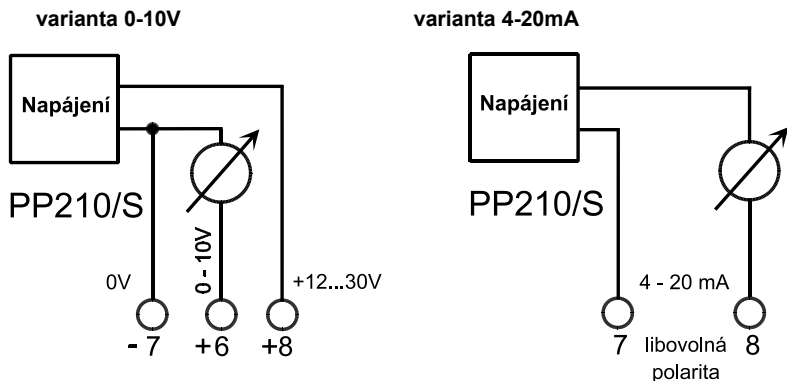 varianta 0-10V
Napájení
PP210/S
0V
0 - 10V
+12...30V
- 7
+6
+8
varianta 4-20mA
Napájení
PP210/S
4 - 20 mA
7
libovolná
polarita
8